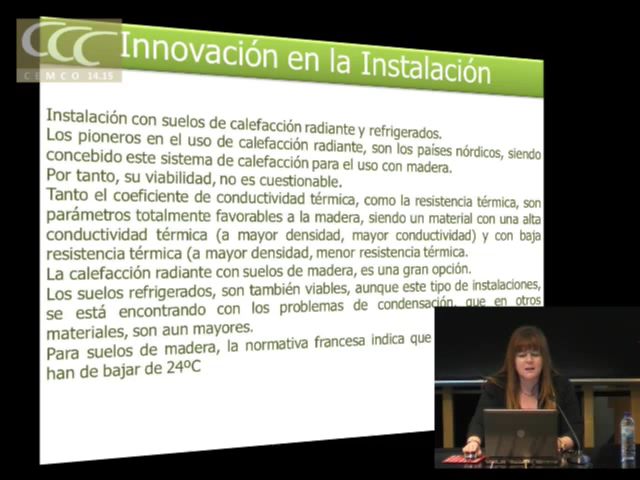 CCC
CEMCO 14.15
Innovación en la Instalación
Instalación con suelos de calefacción radiante y refrigerados.
Los pioneros en el uso de calefacción radiante, son los países nórdicos, siendo
concebido este sistema de calefacción para el uso con madera.
Por tanto, su viabilidad, no es cuestionable.
Tanto el coeficiente de conductividad térmica, como la resistencia térmica, son
parámetros totalmente favorables a la madera, siendo un material con una alta
conductividad térmica (a mayor densidad, mayor conductividad) y con baja
resistencia térmica (a mayor densidad, menor resistencia térmica.
La calefacción radiante con suelos de madera, es una gran opción.
Los suelos refrigerados, son también viables, aunque este tipo de instalaciones,
se está encontrando con los problemas de condensación, que en otros
materiales, son aun mayores.
Para suelos de madera, la normativa francesa indica que
han de bajar de 24ºC